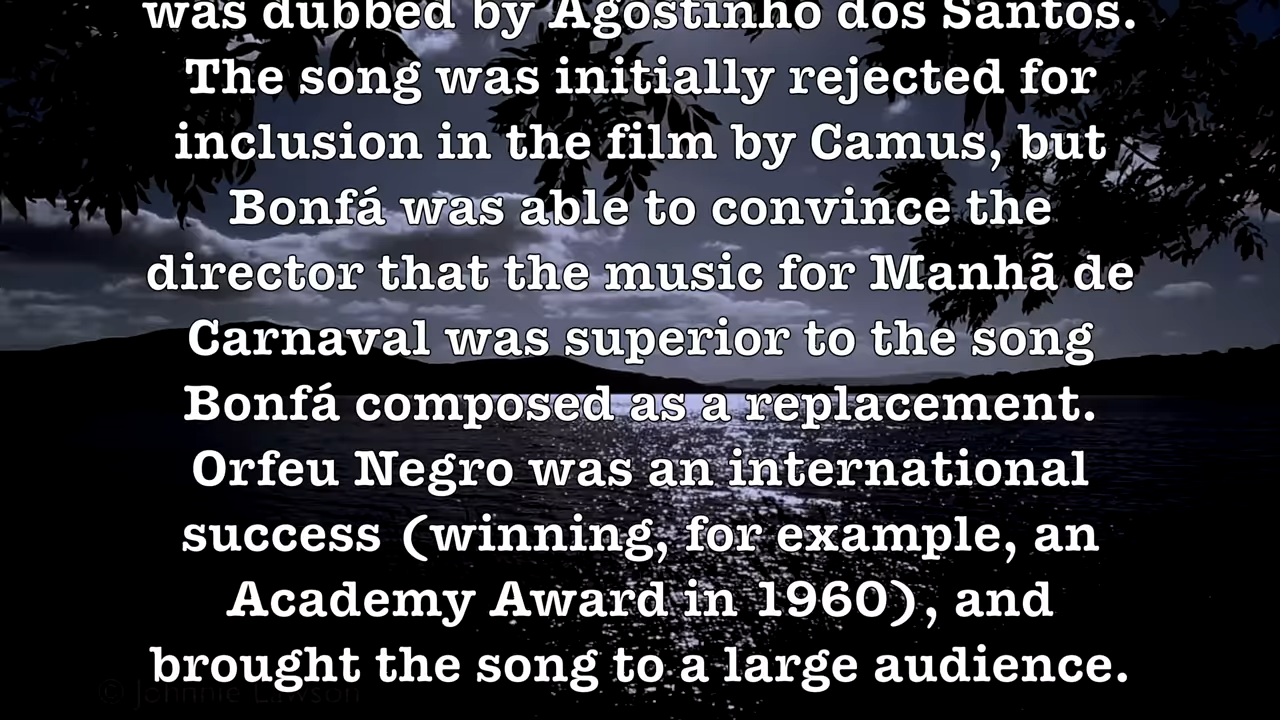 was dubbed by Agostinho dos Santos.
The song was initially rejected for
inclusion in the film by Camus, but
Bonfá was able to convince the
director that the music for Manhã de
Carnaval was superior to the song
Bonfá composed as a replacement.
Orfeu Negro was an international
success (winning, for example, an
Academy Award in 1960), and
brought the song to a large audience.
© Johnnie Lawson